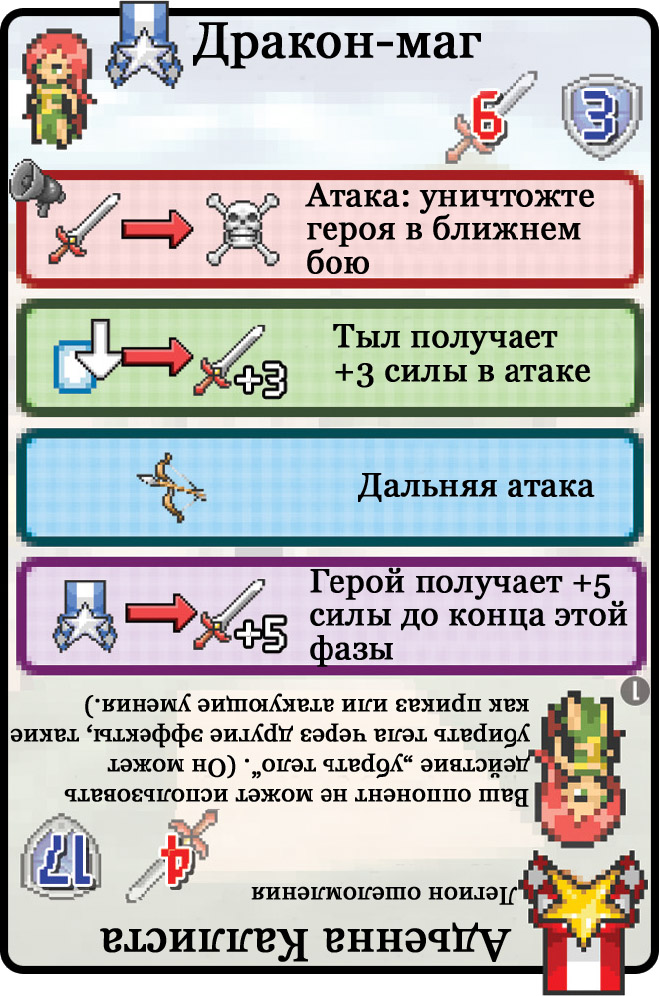 Дракон-маг
6 3
Атака: уничтожте
героя в ближнем
бою
Тыл получает
+3 силы в атаке
+3
Дальняя атака
Герой получает +5
силы до конца этой
фазы
+5
1
Адьенна Каллиста
Легион ошеломления
4 17
Ваш оппонент не может использовать
действие „убрать тело“. (Он может
убирать тела через другие эффекты, такие
как приказ или атакующие умения.)